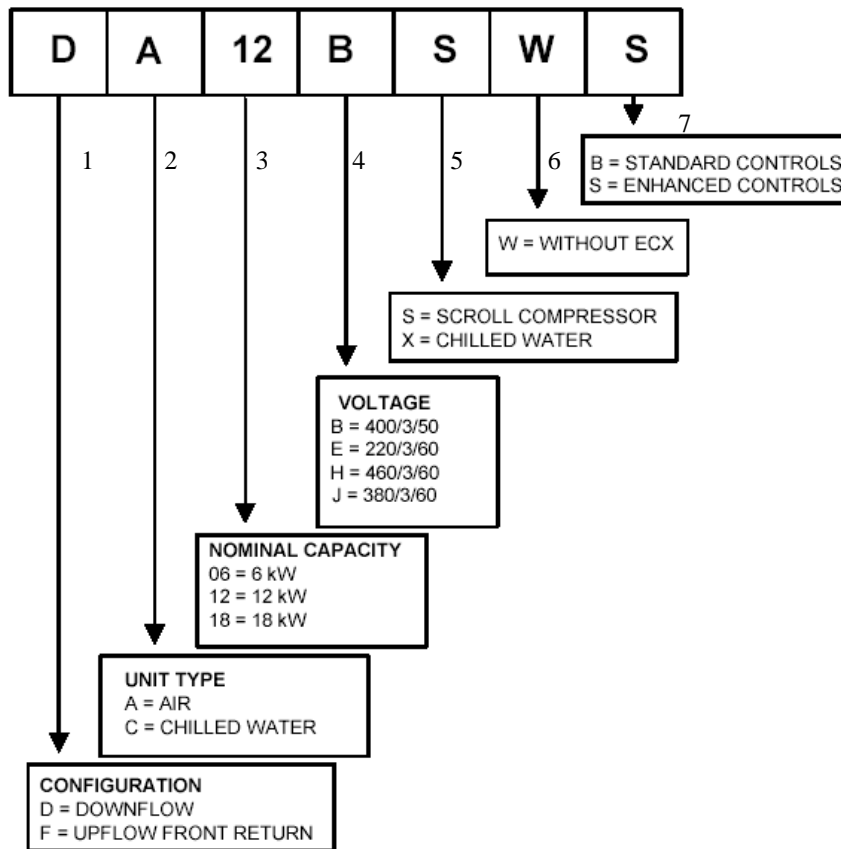 D A 12 B S W S
1 2 3 4 5 6 7
B = STANDARD CONTROLS
S = ENHANCED CONTROLS
W = WITHOUT ECX
S = SCROLL COMPRESSOR
X = CHILLED WATER
VOLTAGE
B = 400/3/50
E = 220/3/60
H = 460/3/60
J = 380/3/60
NOMINAL CAPACITY
06 = 6 kW
12 = 12 kW
18 = 18 kW
UNIT TYPE
A = AIR
C = CHILLED WATER
CONFIGURATION
D = DOWNFLOW
F = UPFLOW FRONT RETURN